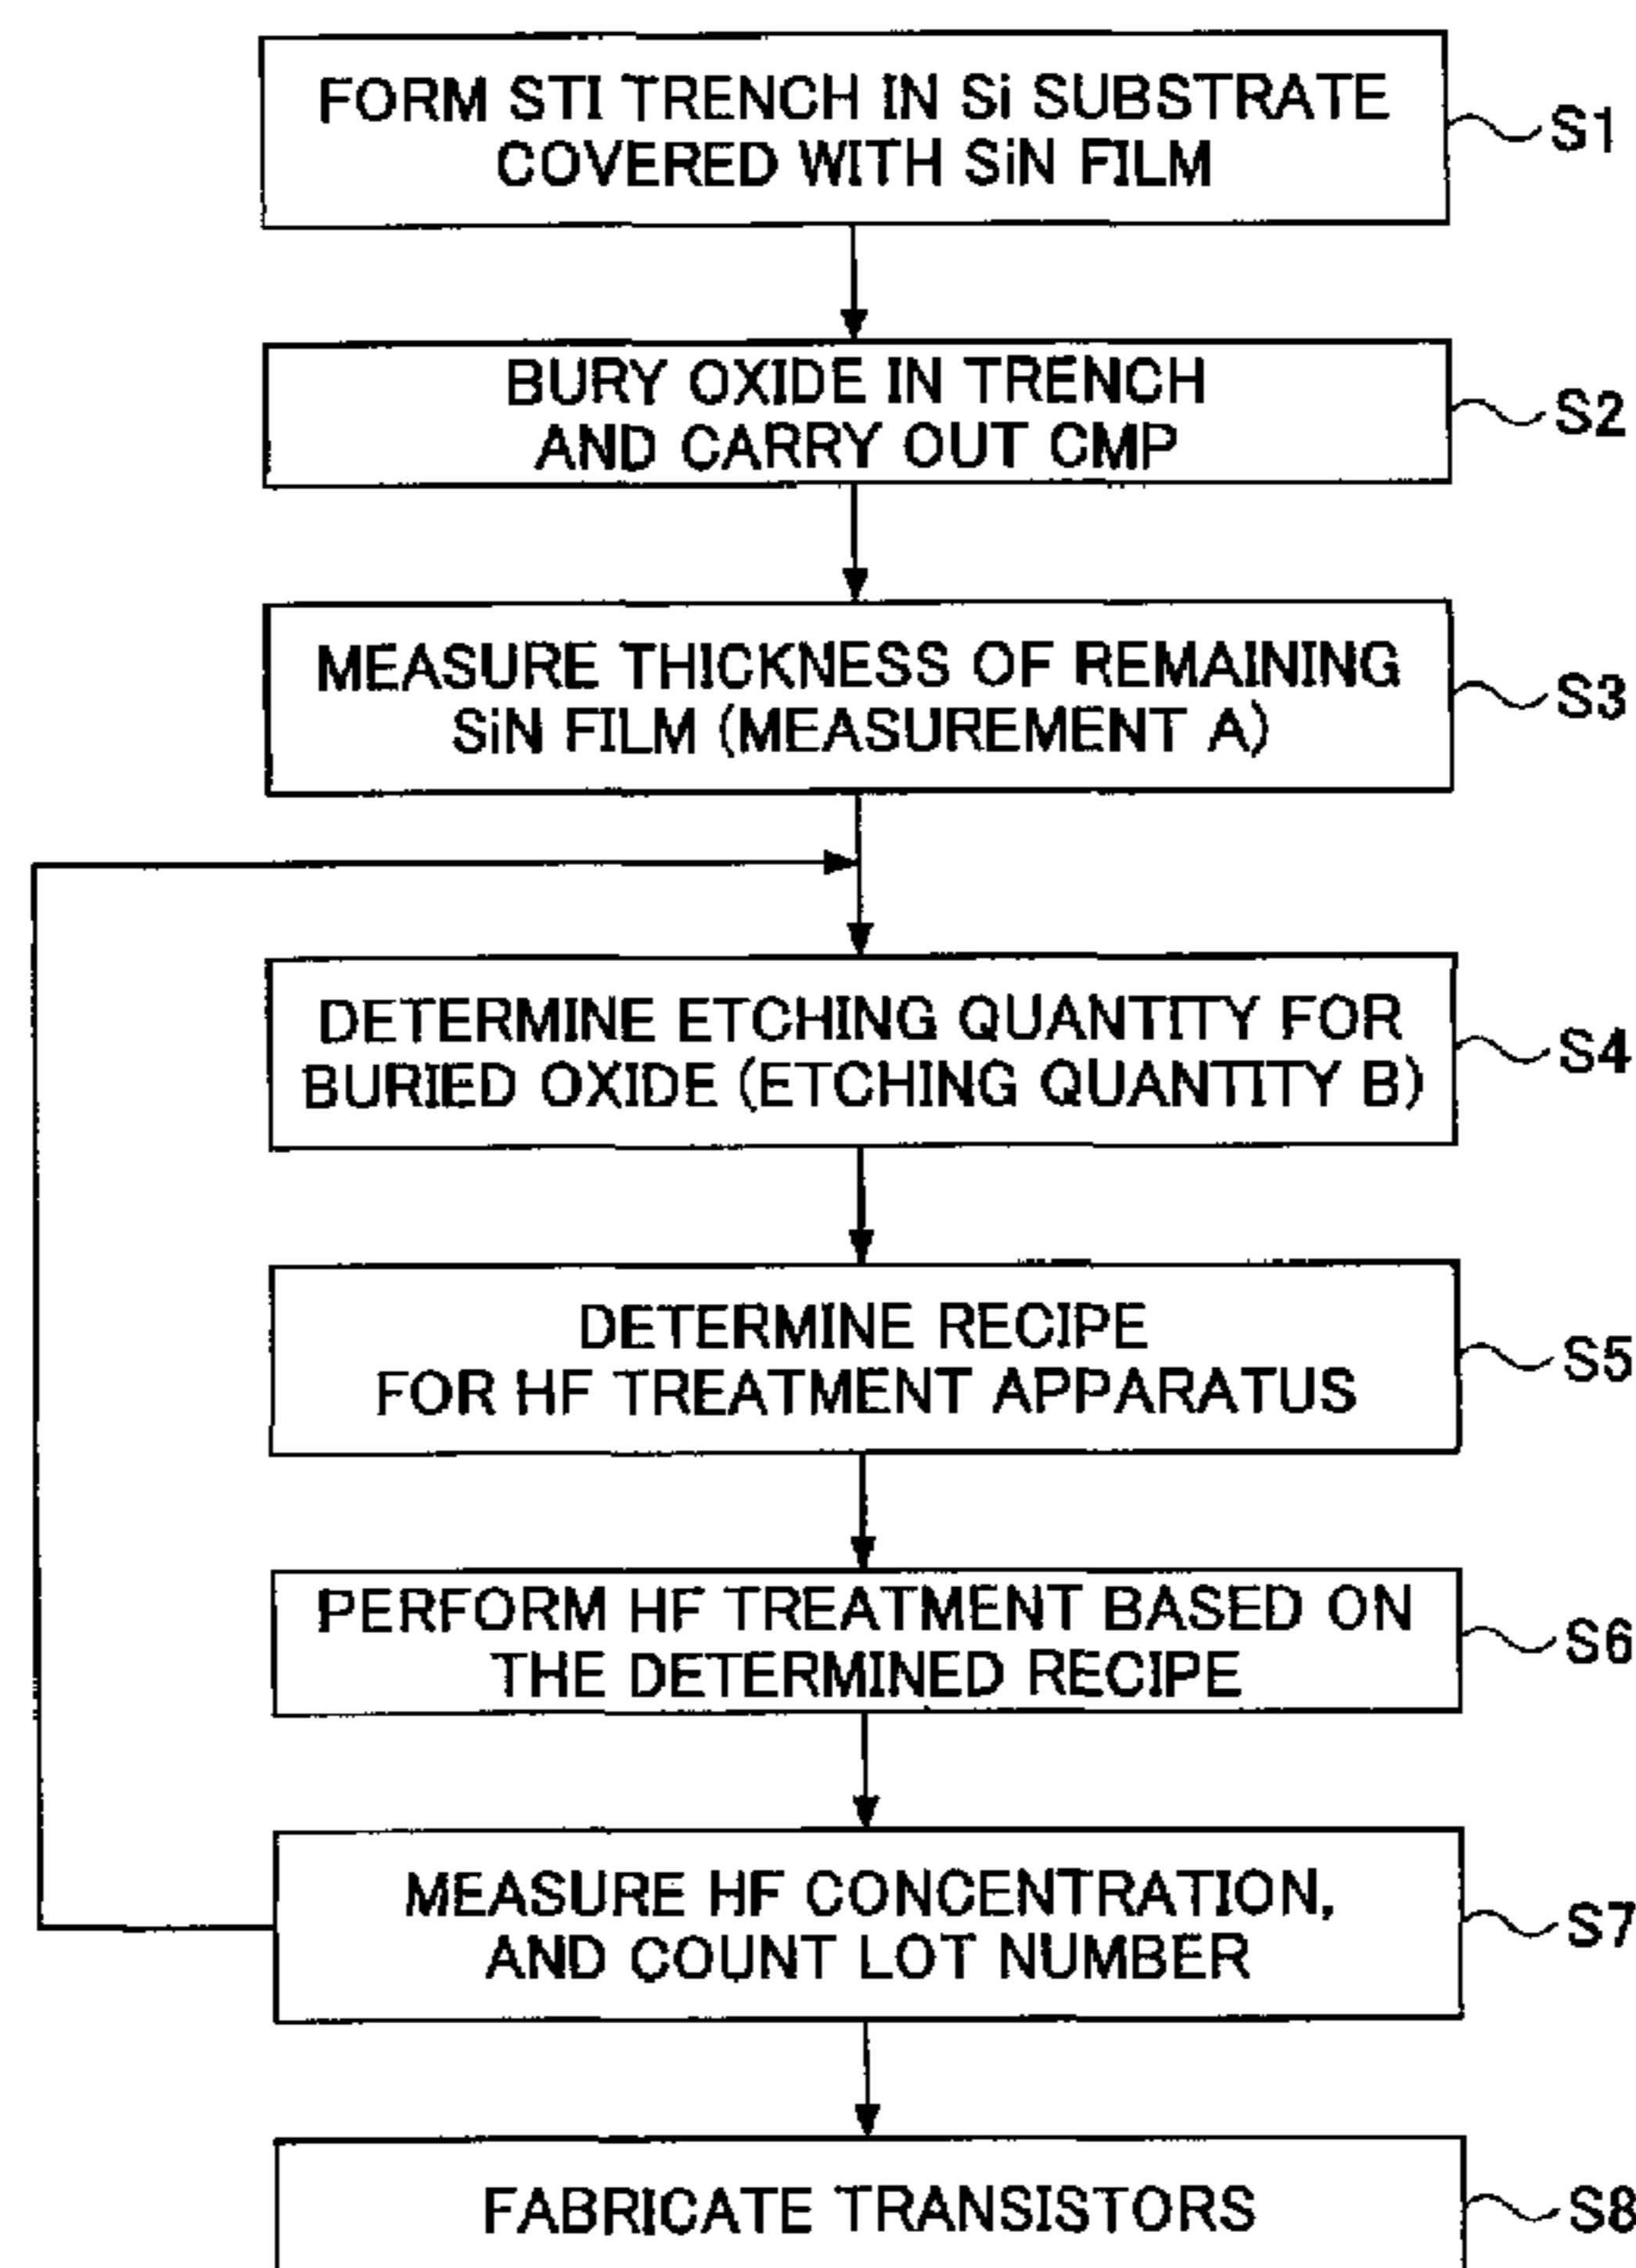 FORM STI TRENCH IN Si SUBSTRATE
COVERED WITH SiN FILM
S1
BURY OXIDE IN TRENCH
AND CARRY OUT CMP
S2
MEASURE THICKNESS OF REMAINING
SiN FILM (MEASUREMENT A)
S3
DETERMINE ETCHING QUANTITY FOR
BURIED OXIDE (ETCHING QUANTITY B)
S4
DETERMINE RECIPE
FOR HF TREATMENT APPARATUS
S5
PERFORM HF TREATMENT BASED ON
THE DETERMINED RECIPE
S6
MEASURE HF CONCENTRATION,
AND COUNT LOT NUMBER
S7
FABRICATE TRANSISTORS
S8